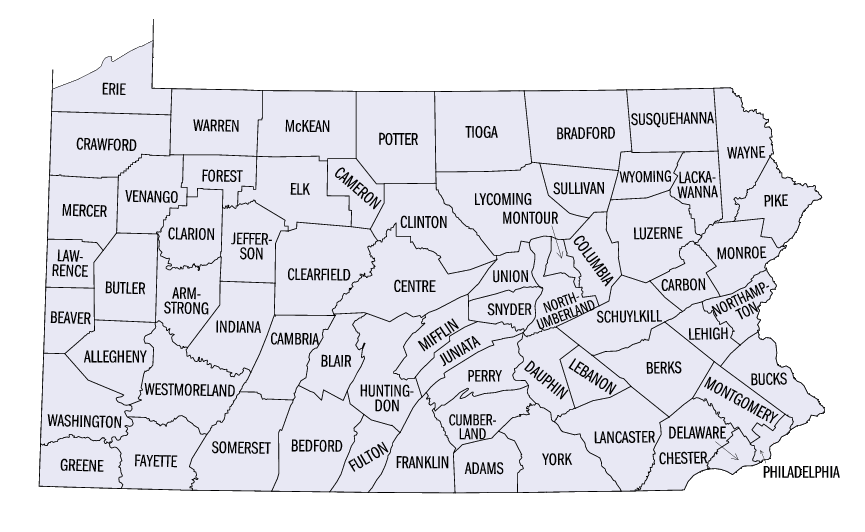 ERIE
CRAWFORD
WARREN
McKEAN
POTTER
TIOGA
BRADFORD
SUSQUEHANNA
WAYNE
MERCER
VENANGO
FOREST
ELK
CAMERON
CLINTON
LYCOMING
SULLIVAN
WYOMING
LACKA-
WANNA
PIKE
LAW-
RENCE
BUTLER
CLARION
JEFFER-
SON
CLEARFIELD
CENTRE
MONTOUR
COLUMBIA
LUZERNE
MONROE
BEAVER
ARM-
STRONG
INDIANA
CAMBRIA
BLAIR
UNION
SNYDER
NORTH-
UMBERLAND
SCHUYLKILL
CARBON
NORTHAMP-
TON
LEHIGH
ALLEGHENY
WESTMORELAND
HUNTING-
DON
MIFFLIN
JUNIATA
PERRY
DAUPHIN
LEBANON
BERKS
MONTGOMERY
BUCKS
WASHINGTON
GREENE
FAYETTE
SOMERSET
BEDFORD
FULTON
FRANKLIN
CUMBER-
LAND
ADAMS
YORK
LANCASTER
CHESTER
DELAWARE
PHILADELPHIA